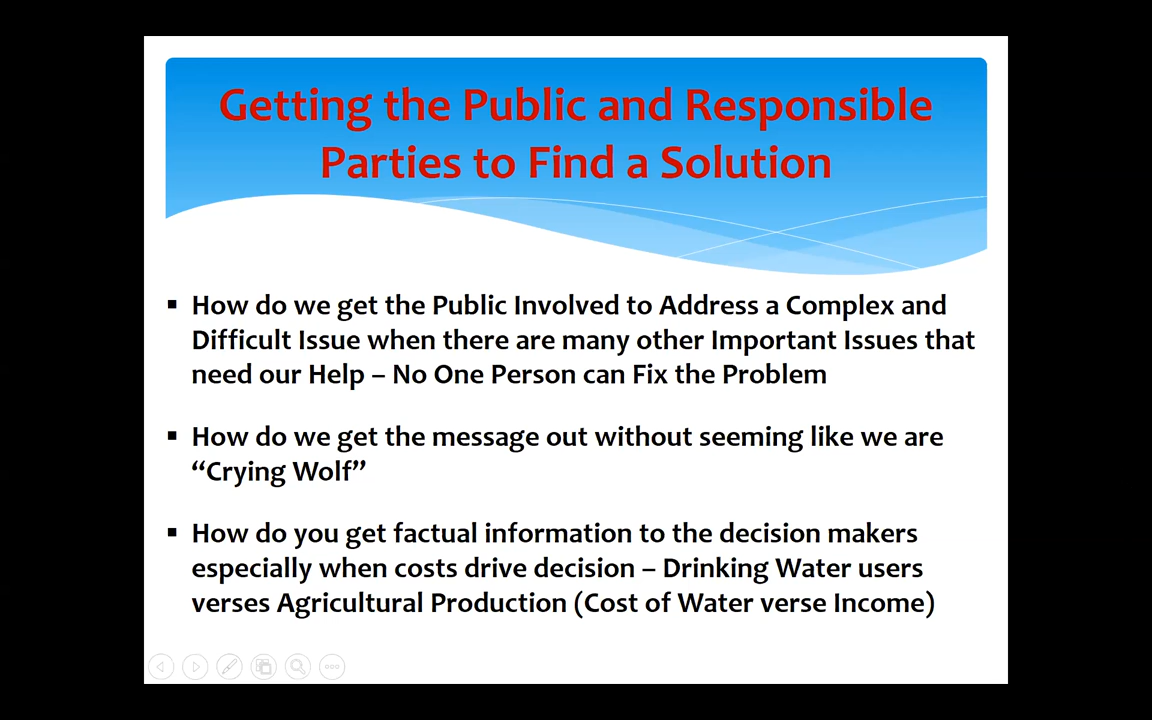 Getting the Public and Responsible
Parties to Find a Solution
▪ How do we get the Public Involved to Address a Complex and
Difficult Issue when there are many other Important Issues that
need our Help – No One Person can Fix the Problem
▪ How do we get the message out without seeming like we are
“Crying Wolf”
▪ How do you get factual information to the decision makers
especially when costs drive decision – Drinking Water users
verses Agricultural Production (Cost of Water verse Income)